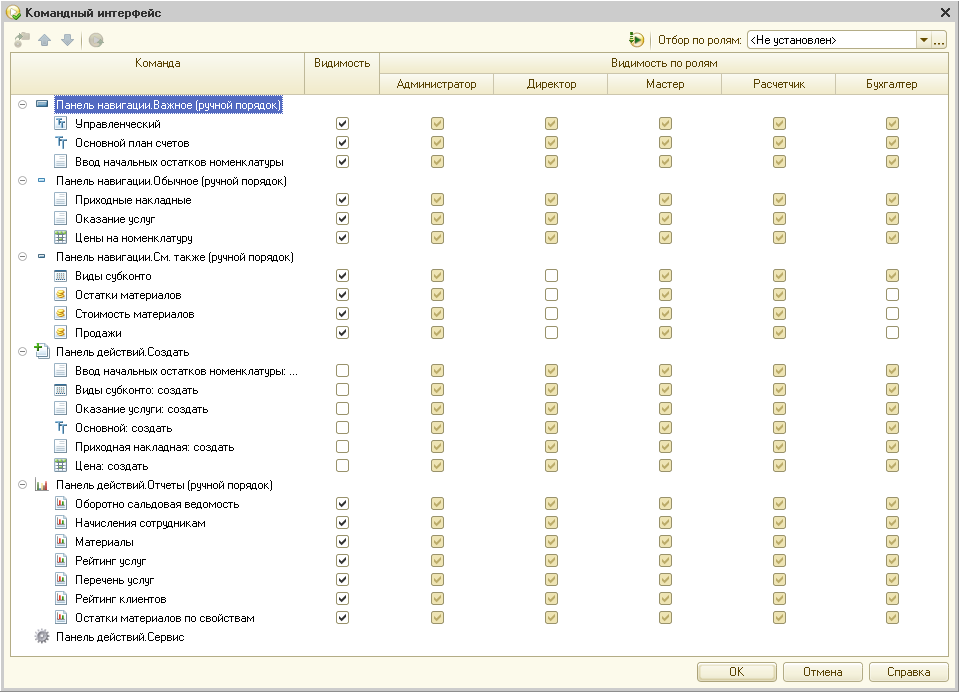 Командный интерфейс
Отбор по ролям: <Не установлен>
Команда Видимость Видимость по ролям
Администратор Директор Мастер Расчетчик Бухгалтер
Панель навигации.Важное (ручной порядок)
Управленческий
Основной план счетов
Ввод начальных остатков номенклатуры
Панель навигации.Обычное (ручной порядок)
Приходные накладные
Оказание услуг
Цены на номенклатуру
Панель навигации.См. также (ручной порядок)
Виды субконто
Остатки материалов
Стоимость материалов
Продажи
Панель действий.Создать
Ввод начальных остатков номенклатуры: ...
Виды субконто: создать
Оказание услуги: создать
Основной: создать
Приходная накладная: создать
Цена: создать
Панель действий.Отчеты (ручной порядок)
Оборотно сальдовая ведомость
Начисления сотрудникам
Материалы
Рейтинг услуг
Перечень услуг
Рейтинг клиентов
Остатки материалов по свойствам
Панель действий.Сервис
OK Отмена Справка